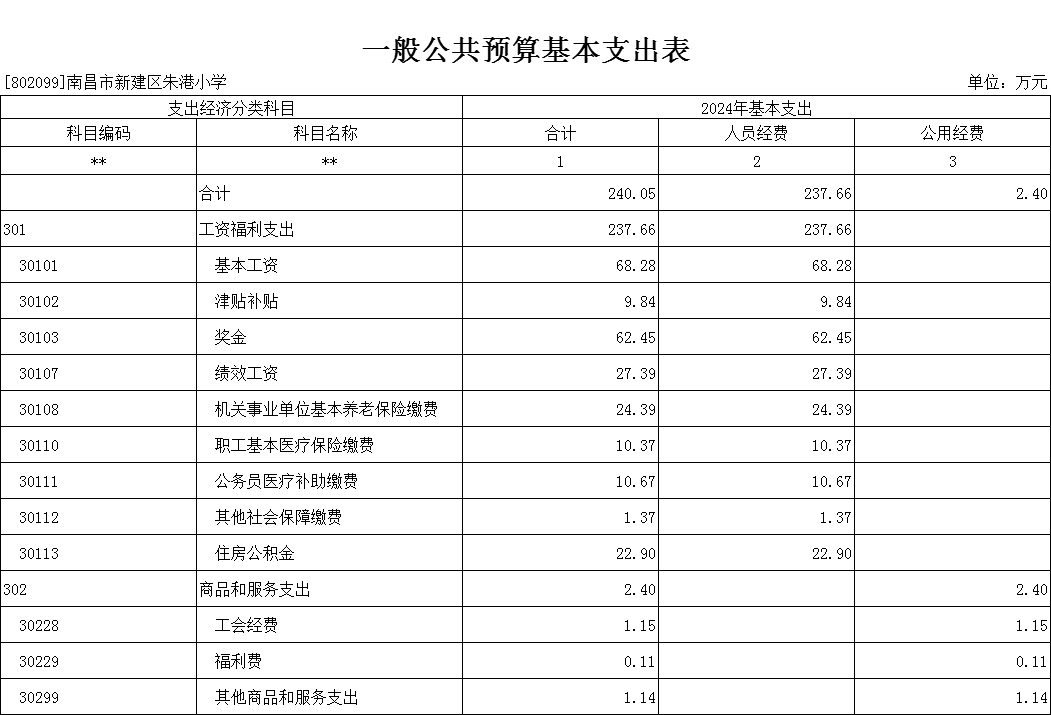 一般公共预算基本支出表
[802099]南昌市新建区朱港小学 单位：万元
支出经济分类科目 2024年基本支出
科目编码 科目名称 合计 人员经费 公用经费
** ** 1 2 3
合计 240.05 237.66 2.40
301 工资福利支出 237.66 237.66
30101 基本工资 68.28 68.28
30102 津贴补贴 9.84 9.84
30103 奖金 62.45 62.45
30107 绩效工资 27.39 27.39
30108 机关事业单位基本养老保险缴费 24.39 24.39
30110 职工基本医疗保险缴费 10.37 10.37
30111 公务员医疗补助缴费 10.67 10.67
30112 其他社会保障缴费 1.37 1.37
30113 住房公积金 22.90 22.90
302 商品和服务支出 2.40 2.40
30228 工会经费 1.15 1.15
30229 福利费 0.11 0.11
30299 其他商品和服务支出 1.14 1.14